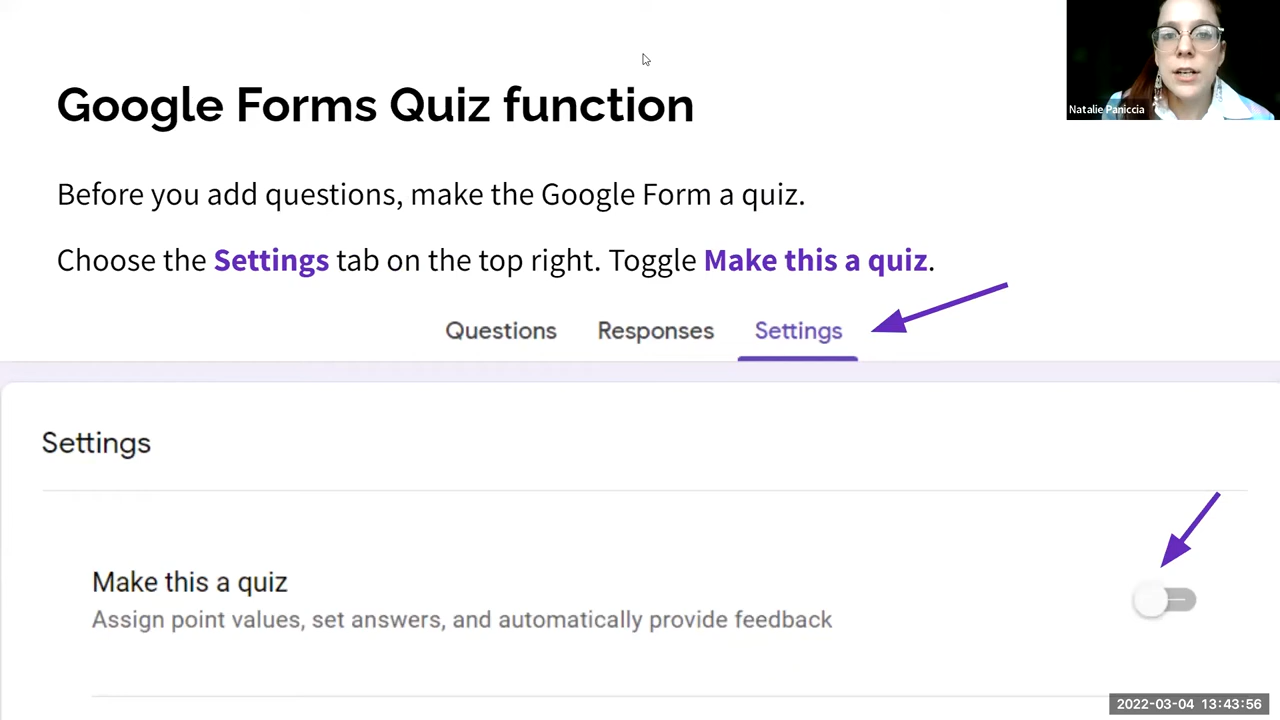 Google Forms Quiz function
Natalie Paniccia
Before you add questions, make the Google Form a quiz.
Choose the Settings tab on the top right. Toggle Make this a quiz.
Questions Responses Settings
Settings
Make this a quiz
Assign point values, set answers, and automatically provide feedback
2022-03-04 13:43:56